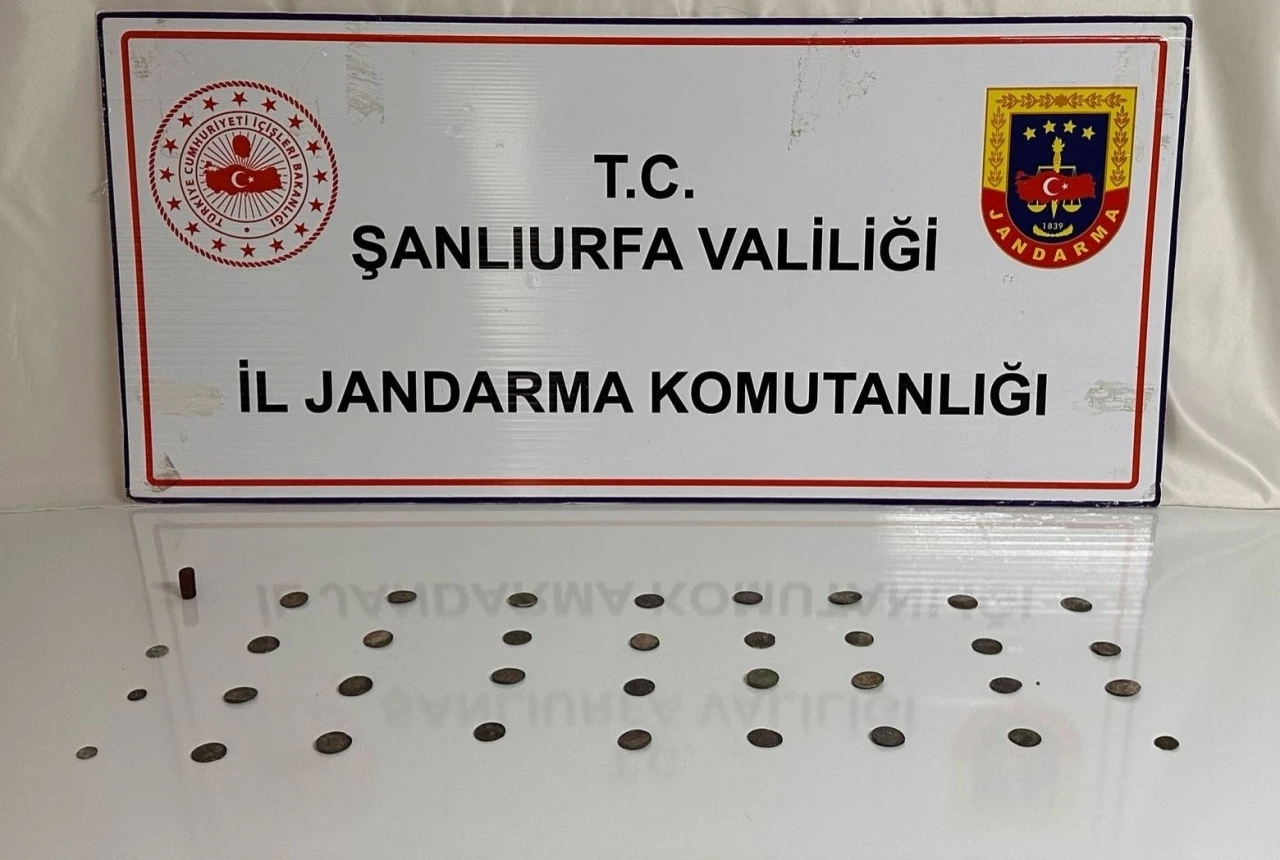 TÜRKİYE CUMHURİYETİ İÇİŞLERİ BAKANLIĞI
T.C.
ŞANLIURFA VALİLİĞİ
İL JANDARMA KOMUTANLIĞI
1839
JANDARMA